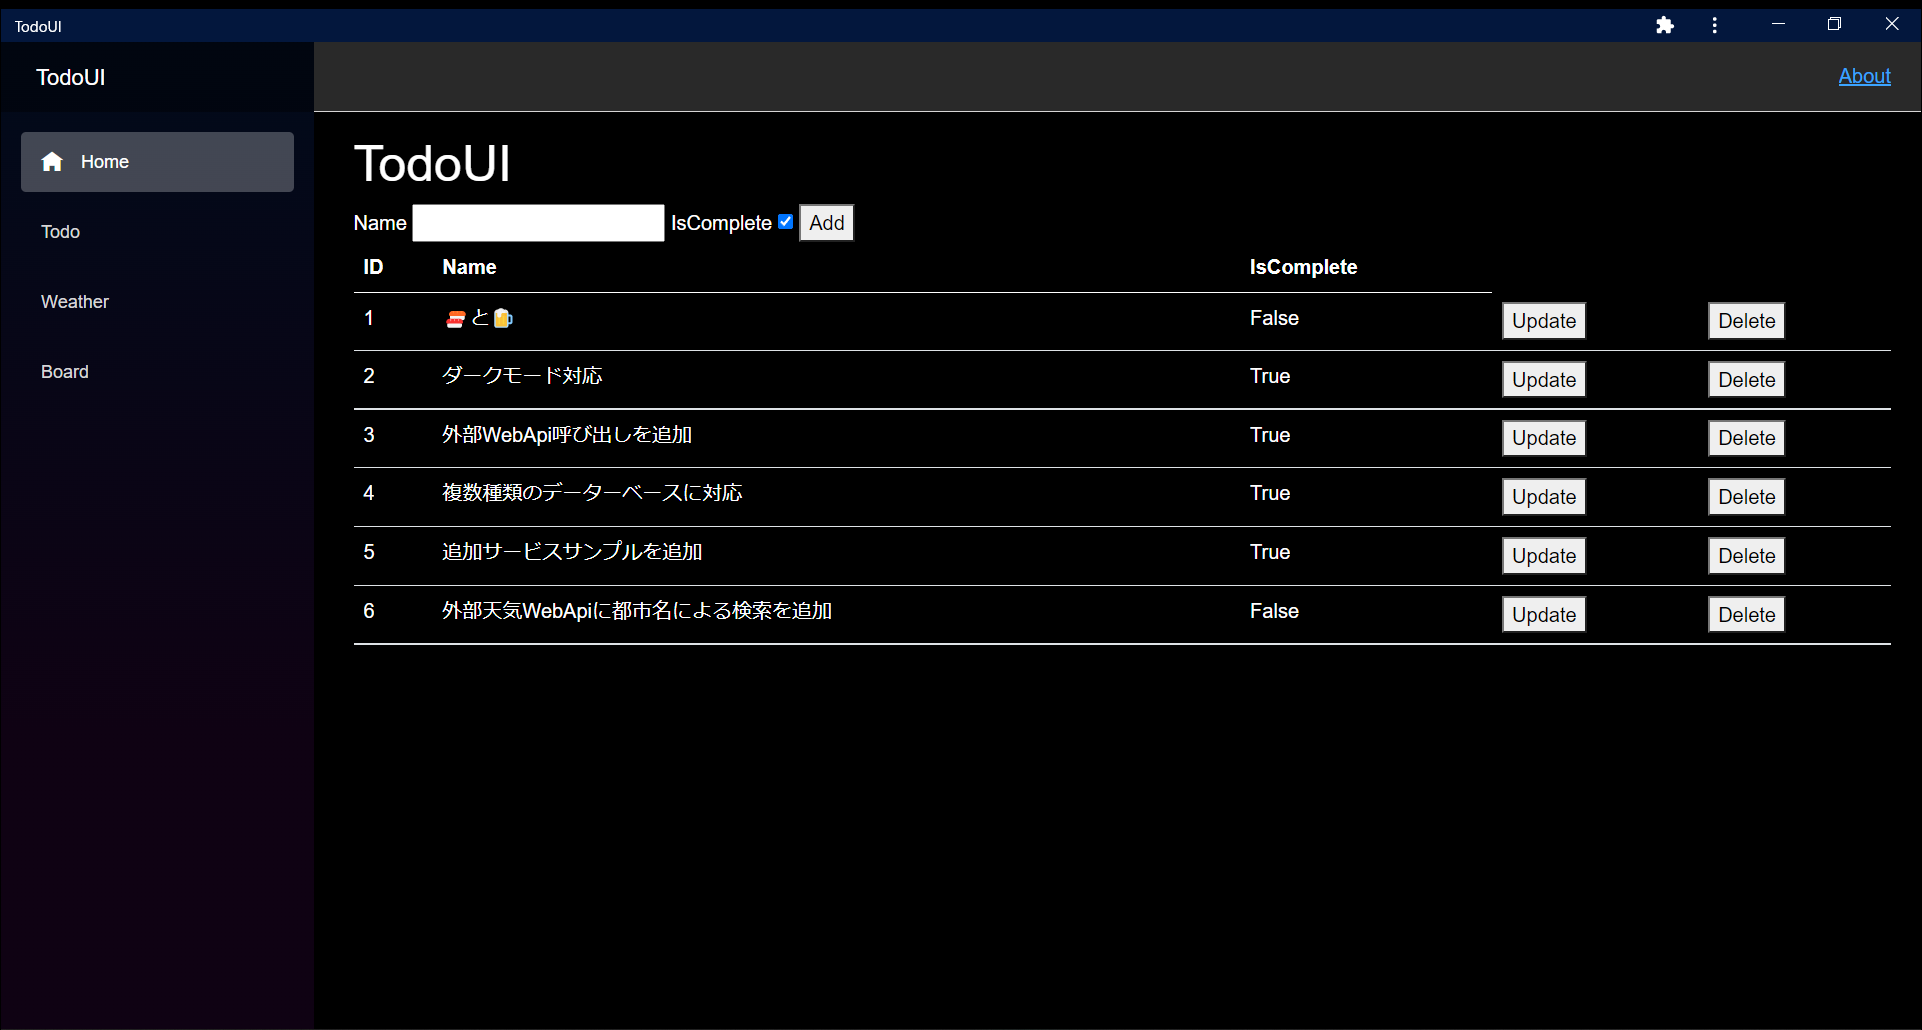 TodoUI
TodoUI
About
Home
Todo
Weather
Board
TodoUI
Name IsComplete Add
ID Name IsComplete
1 🍣と🍺 False Update Delete
2 ダークモード対応 True Update Delete
3 外部WebApi呼び出しを追加 True Update Delete
4 複数種類のデーターベースに対応 True Update Delete
5 追加サービスサンプルを追加 True Update Delete
6 外部天気WebApiに都市名による検索を追加 False Update Delete